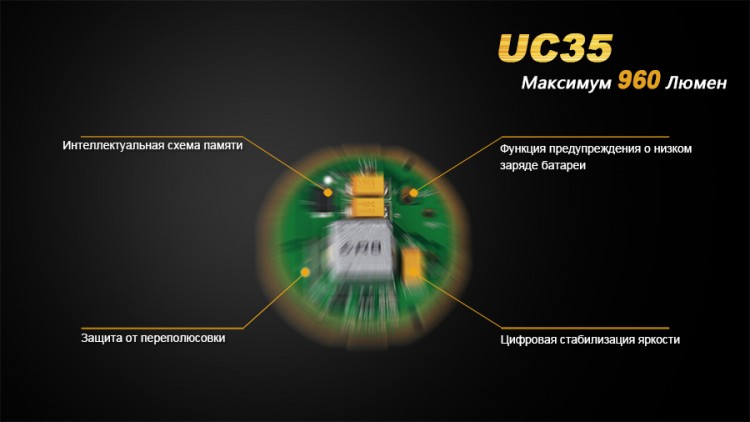 UC35
Максимум 960 Люмен
Интеллектуальная схема памяти
Функция предупреждения о низком
заряде батареи
Защита от переполюсовки
Цифровая стабилизация яркости